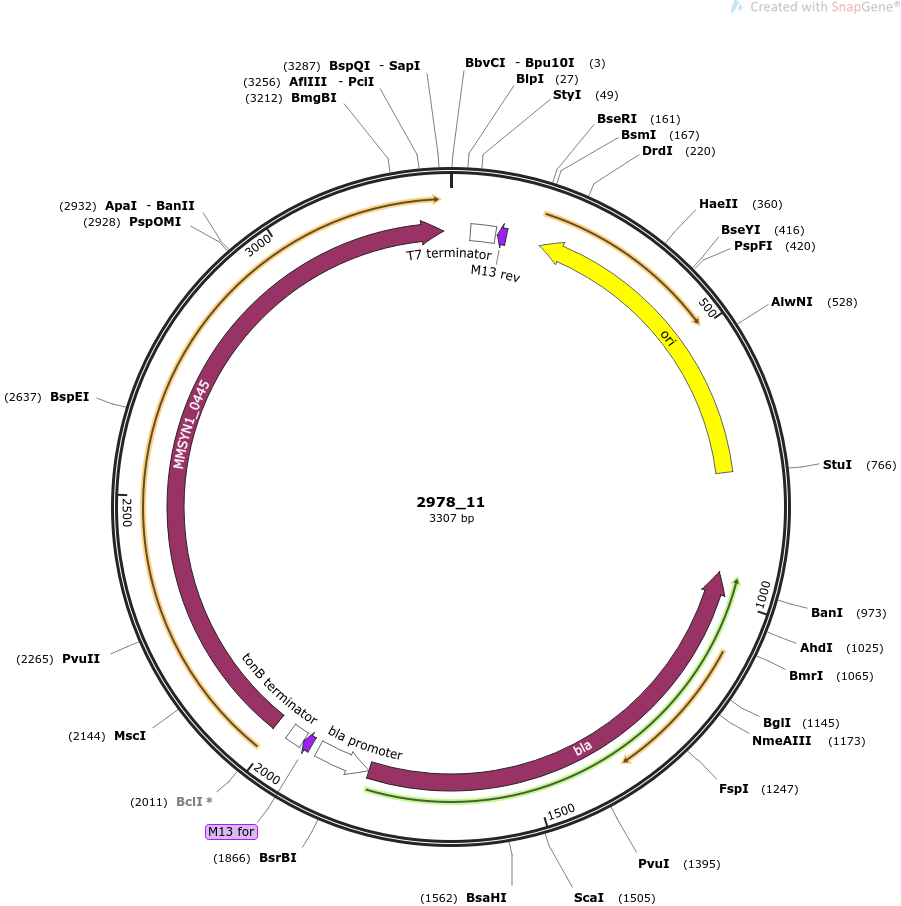 Created with SnapGene®
(3287) BspQI - SapI
(3256) AflIII - PciI
(3212) BmgBI
BbvCI - Bpu10I (3)
BlpI (27)
StyI (49)
BseRI (161)
BsmI (167)
DrdI (220)
(2932) ApaI - BanII
(2928) PspOMI
HaeII (360)
BseYI (416)
PspFI (420)
AlwNI (528)
3000
500
T7 terminator
M13 rev
ori
(2637) BspEI
MMSYN1_0445
StuI (766)
2978_11
3307 bp
2500
1000
BanI (973)
AhdI (1025)
BmrI (1065)
(2265) PvuII
tonB terminator
bla promoter
bla
BglI (1145)
NmeAIII (1173)
(2144) MscI
2000
FspI (1247)
(2011) BclI *
1500
M13 for
(1866) BsrBI
PvuI (1395)
(1562) BsaHI
ScaI (1505)